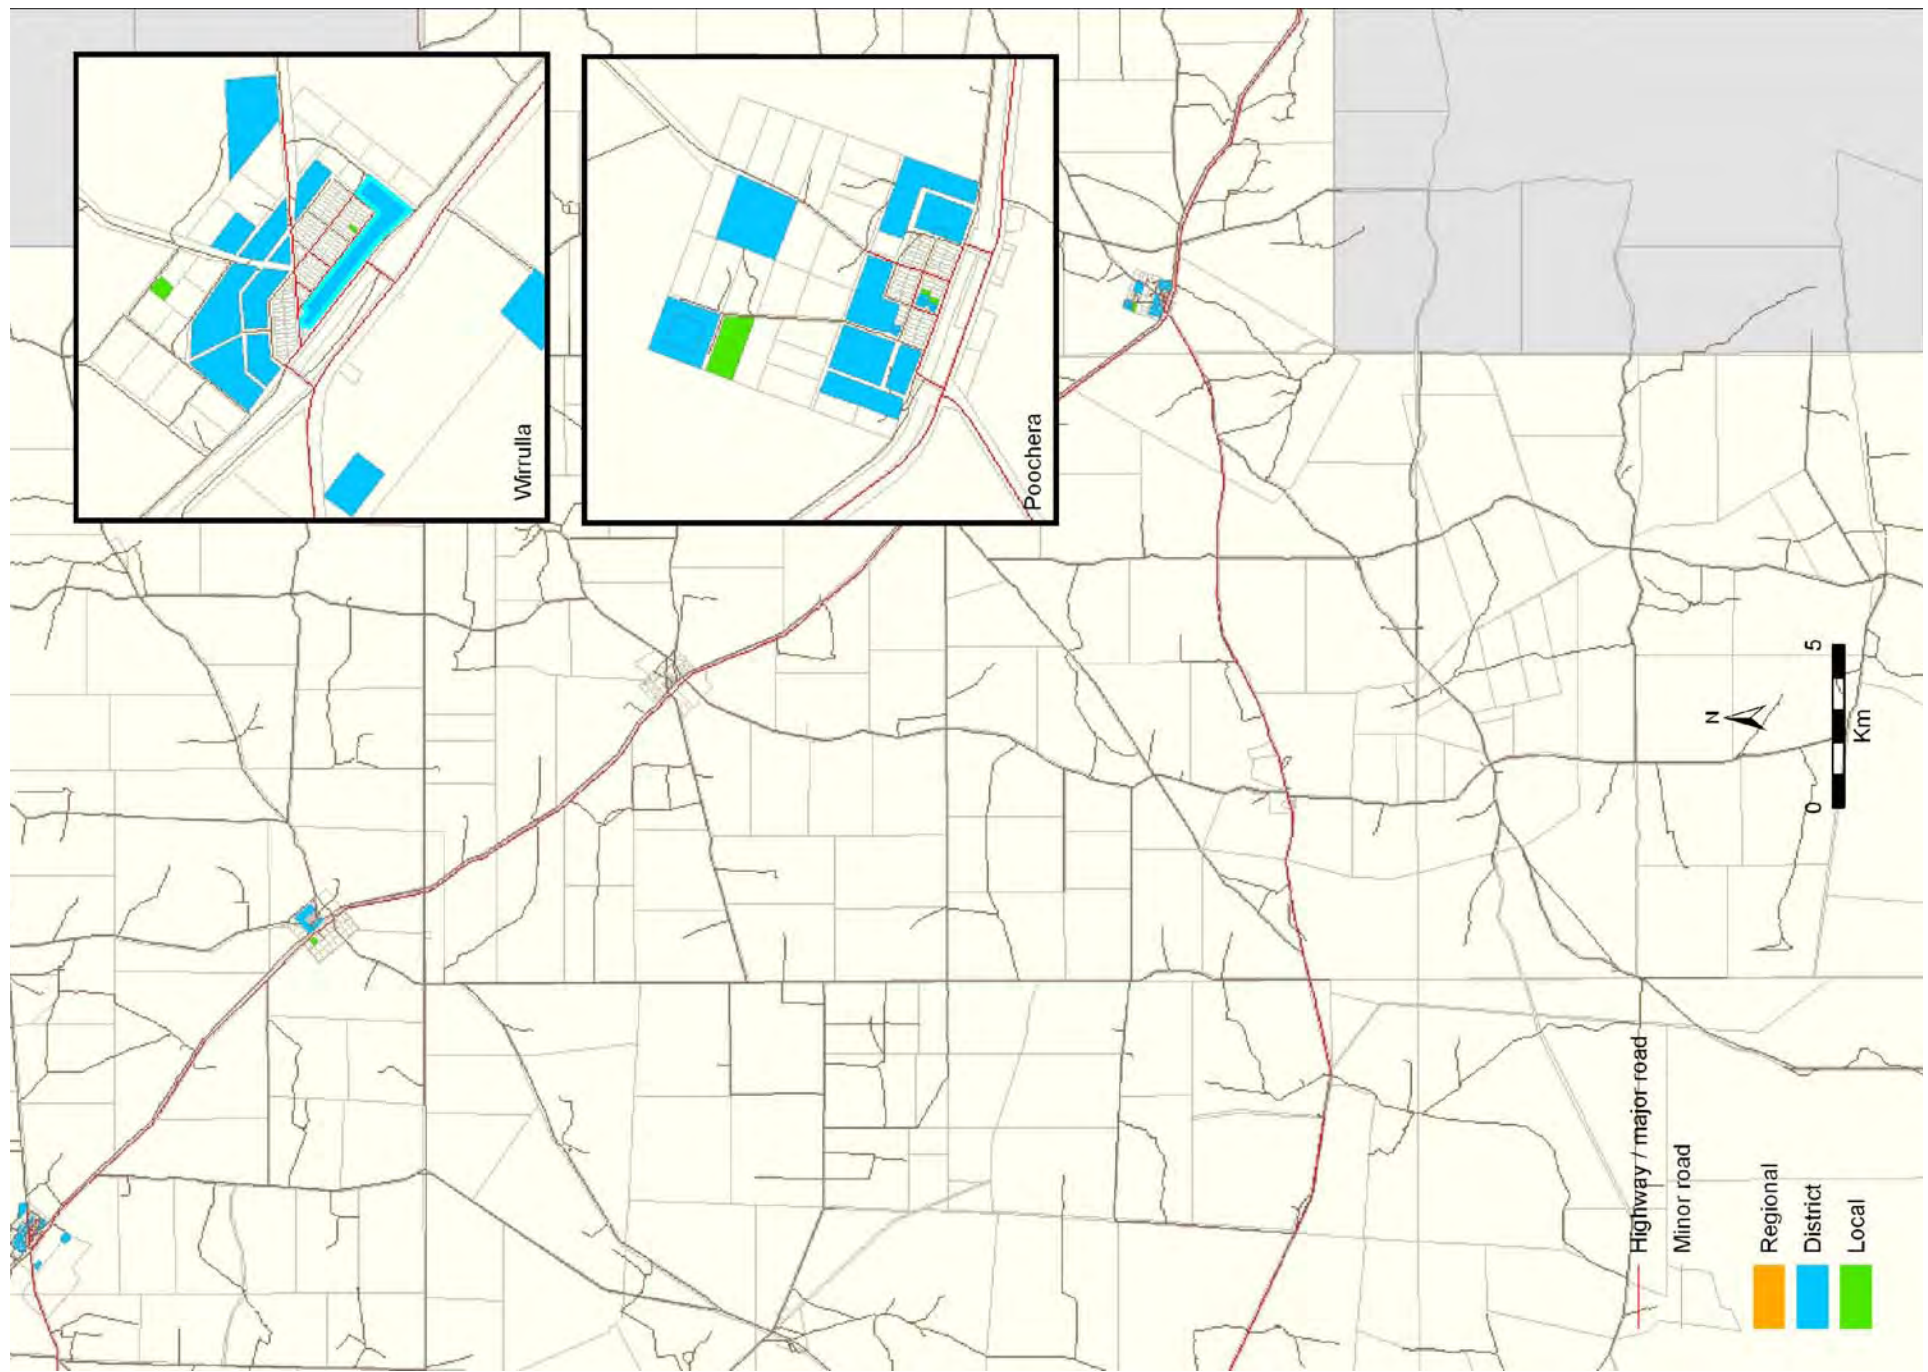 Wirrulla
Poochera
N
0
5
Km
Highway / major road
Minor road
Regional
District
Local